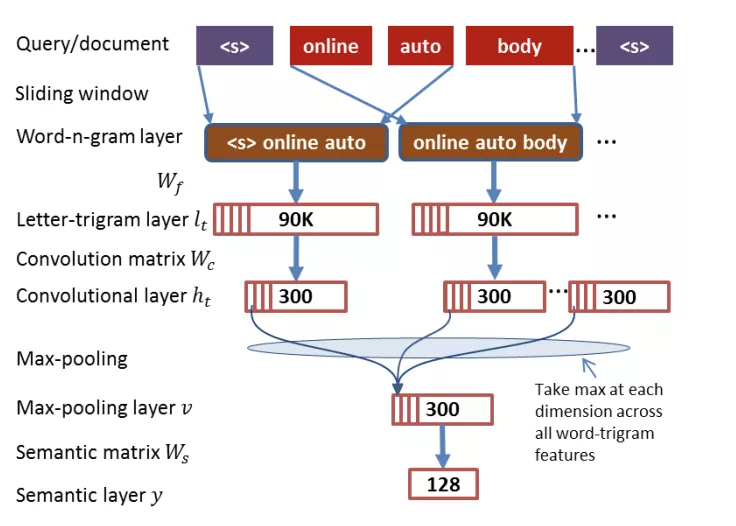 Query/document <s> online auto body ... <s>
Sliding window
Word-n-gram layer <s> online auto online auto body ...
W_f
Letter-trigram layer l_t 90K 90K ...
Convolution matrix W_c
Convolutional layer h_t 300 300 ... 300
Max-pooling
Take max at each
dimension across
all word-trigram
features
Max-pooling layer v 300
Semantic matrix W_s
Semantic layer y 128